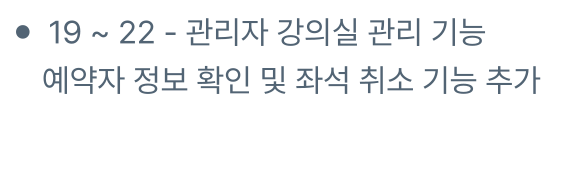 • 19 ~ 22 - 관리자 강의실 관리 기능
예약자 정보 확인 및 좌석 취소 기능 추가